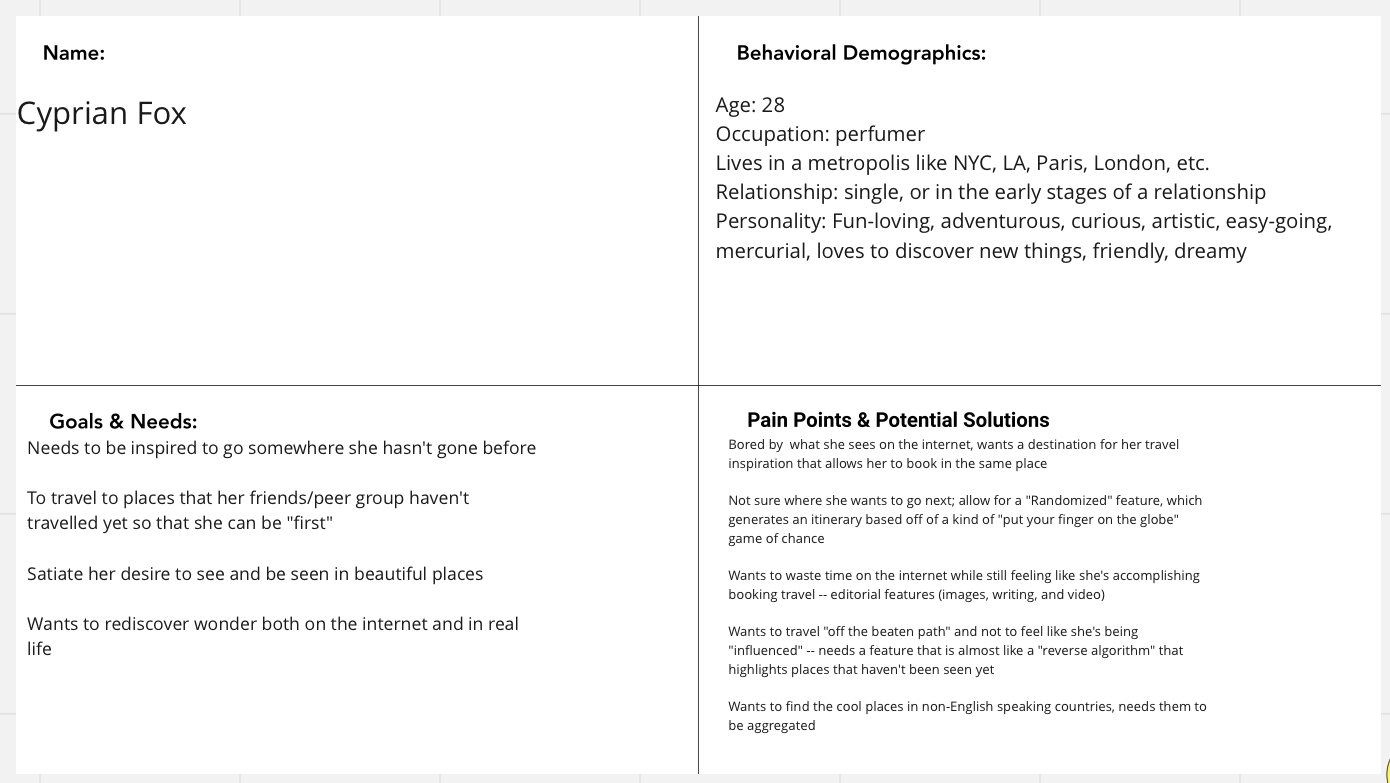 Name:
Cyprian Fox
Behavioral Demographics:
Age: 28
Occupation: perfumer
Lives in a metropolis like NYC, LA, Paris, London, etc.
Relationship: single, or in the early stages of a relationship
Personality: Fun-loving, adventurous, curious, artistic, easy-going,
mercurial, loves to discover new things, friendly, dreamy
Goals & Needs:
Needs to be inspired to go somewhere she hasn't gone before
To travel to places that her friends/peer group haven't
travelled yet so that she can be "first"
Satiate her desire to see and be seen in beautiful places
Wants to rediscover wonder both on the internet and in real
life
Pain Points & Potential Solutions
Bored by  what she sees on the internet, wants a destination for her travel
inspiration that allows her to book in the same place
Not sure where she wants to go next; allow for a "Randomized" feature, which
generates an itinerary based off of a kind of "put your finger on the globe"
game of chance
Wants to waste time on the internet while still feeling like she's accomplishing
booking travel -- editorial features (images, writing, and video)
Wants to travel "off the beaten path" and not to feel like she's being
"influenced" -- needs a feature that is almost like a "reverse algorithm" that
highlights places that haven't been seen yet
Wants to find the cool places in non-English speaking countries, needs them to
be aggregated